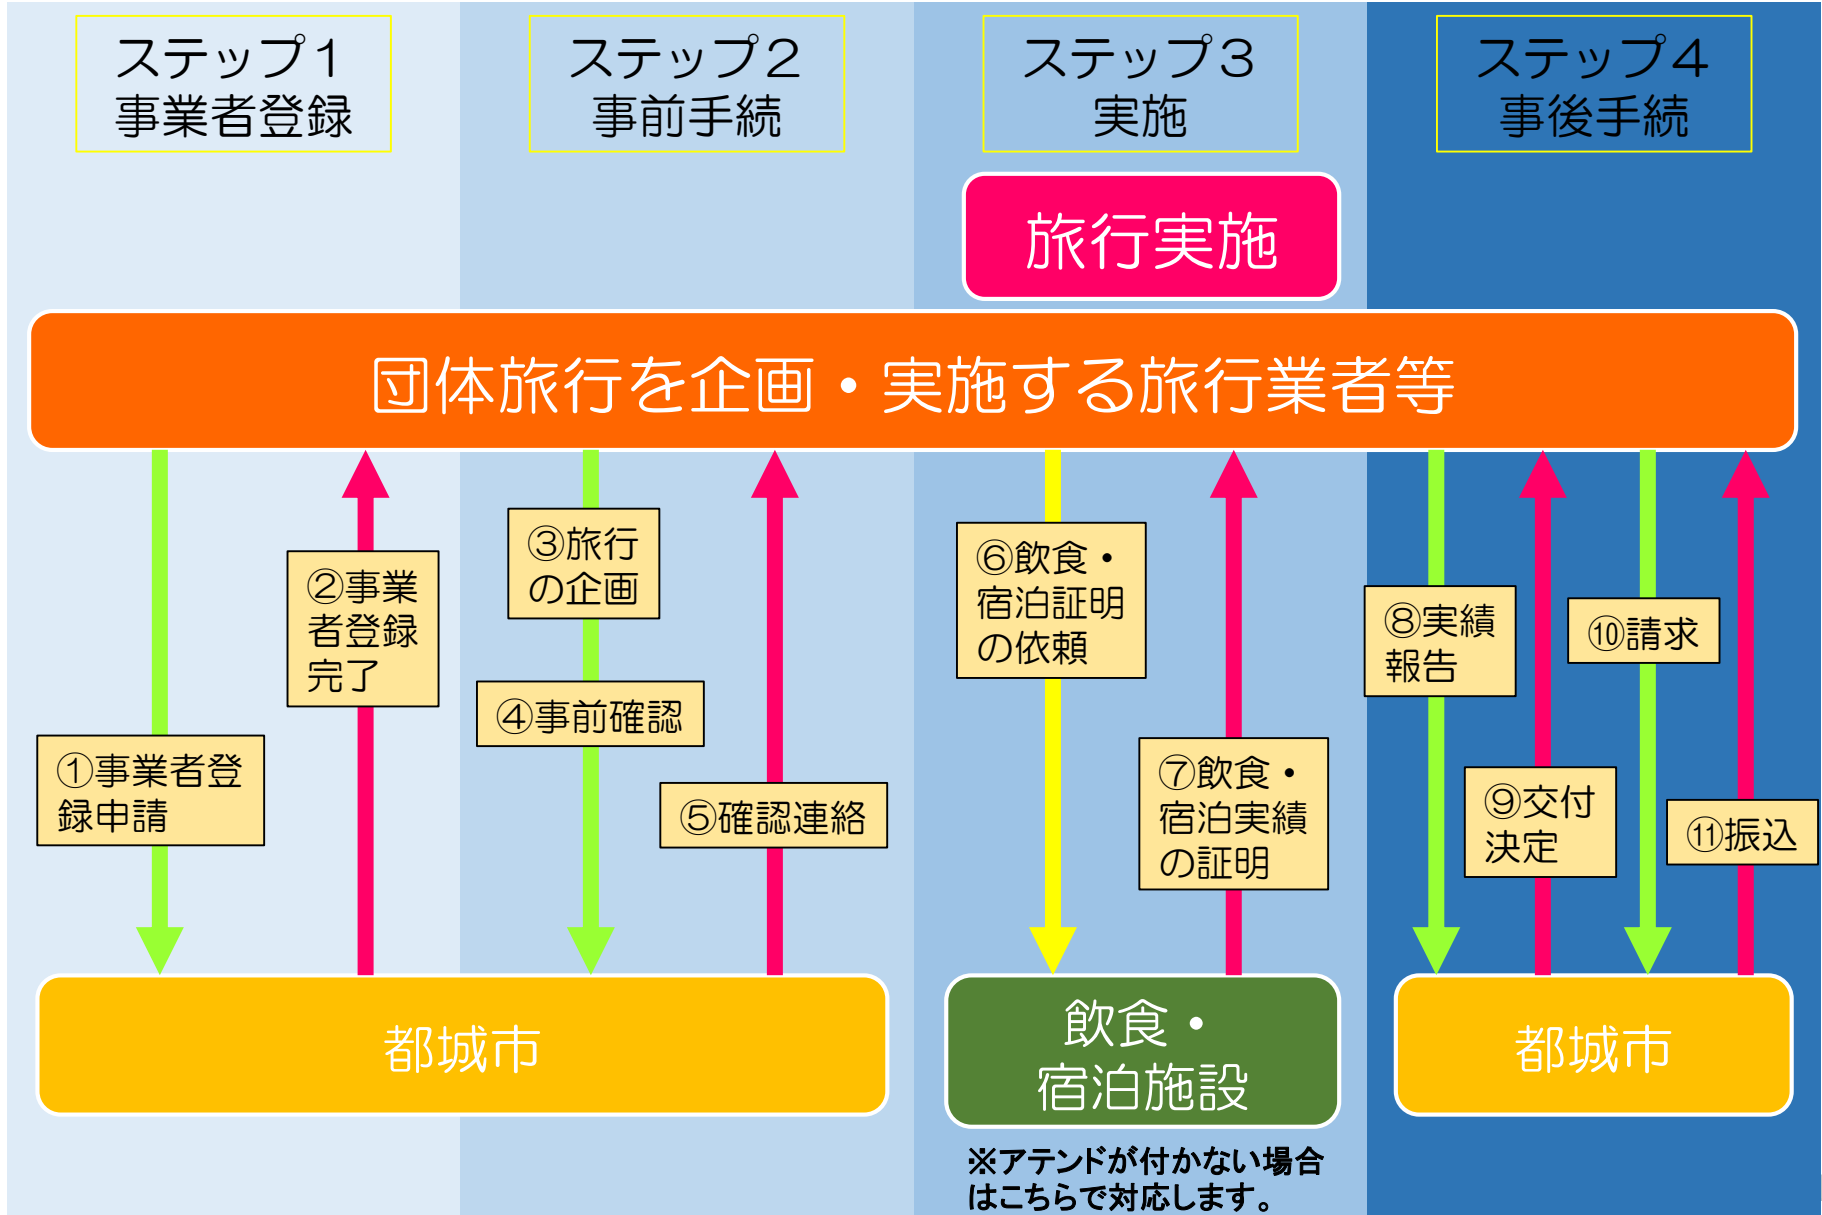 ステップ１
事業者登録
ステップ２
事前手続
ステップ３
実施
ステップ４
事後手続
旅行実施
団体旅行を企画・実施する旅行業者等
①事業者登
録申請
②事業
者登録
完了
③旅行
の企画
④事前確認
⑤確認連絡
⑥飲食・
宿泊証明
の依頼
⑦飲食・
宿泊実績
の証明
⑧実績
報告
⑨交付
決定
⑩請求
⑪振込
都城市
飲食・
宿泊施設
都城市
※アテンドが付かない場合
はこちらで対応します。